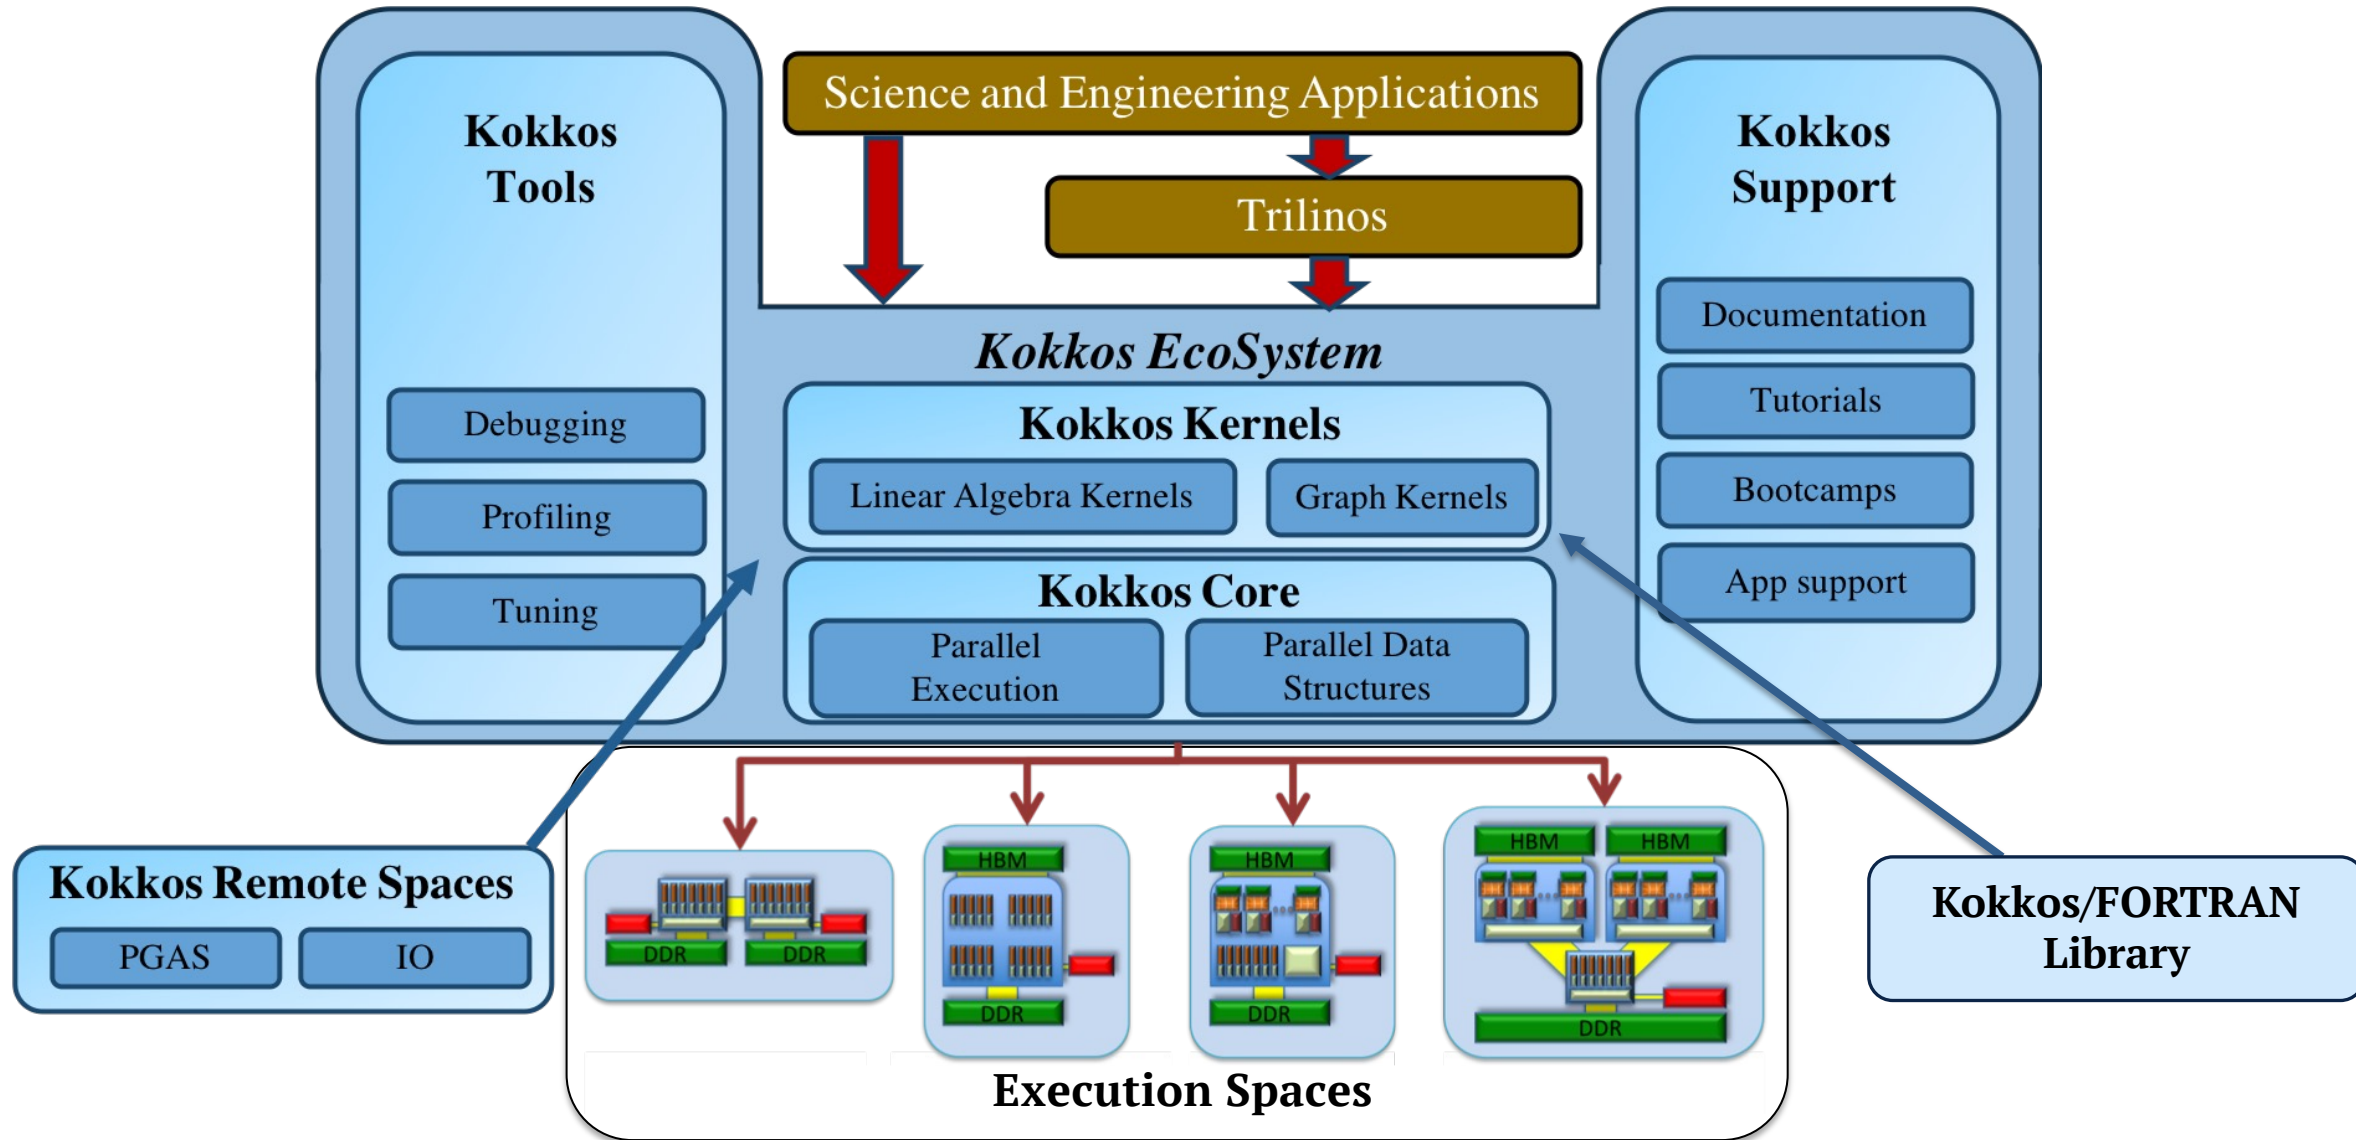 Kokkos
Tools
Debugging
Profiling
Tuning
Science and Engineering Applications
Trilinos
Kokkos EcoSystem
Kokkos Kernels
Linear Algebra Kernels
Graph Kernels
Kokkos Core
Parallel
Execution
Parallel Data
Structures
Kokkos
Support
Documentation
Tutorials
Bootcamps
App support
Kokkos Remote Spaces
PGAS
IO
DDR
DDR
HBM
DDR
HBM
DDR
HBM
HBM
DDR
Execution Spaces
Kokkos/FORTRAN
Library